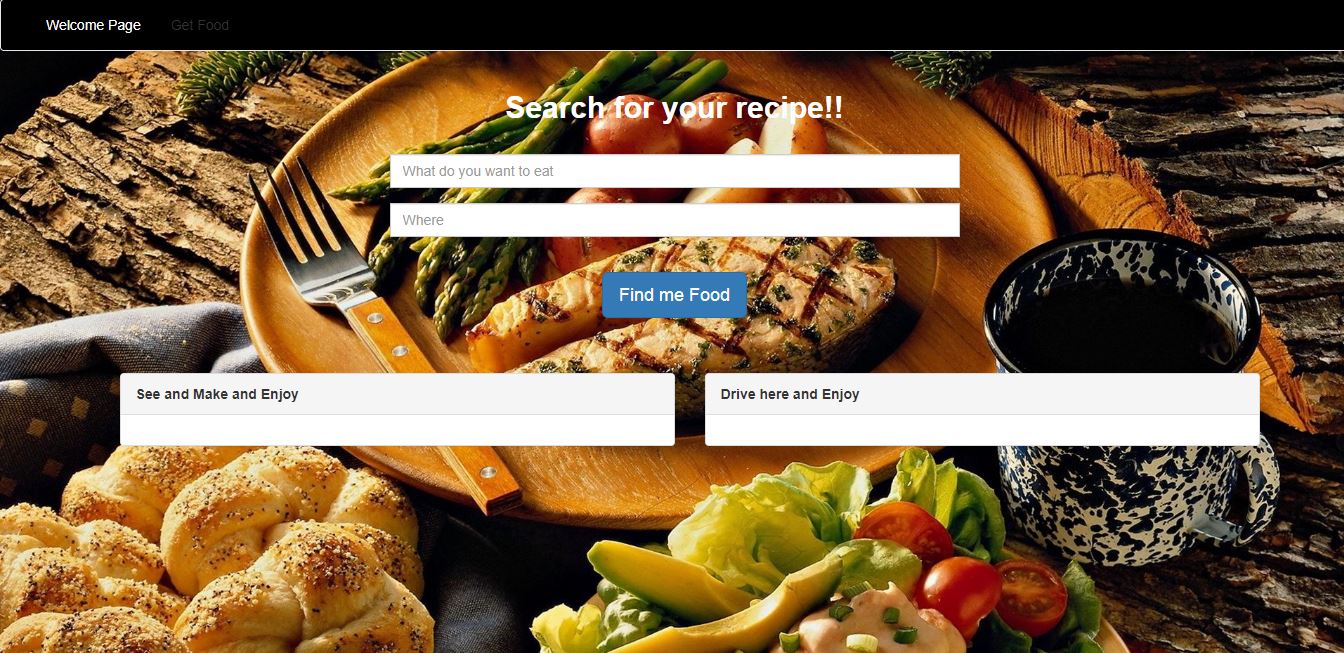 Welcome Page Get Food
Search for your recipe!!
What do you want to eat
Where
Find me Food
See and Make and Enjoy
Drive here and Enjoy